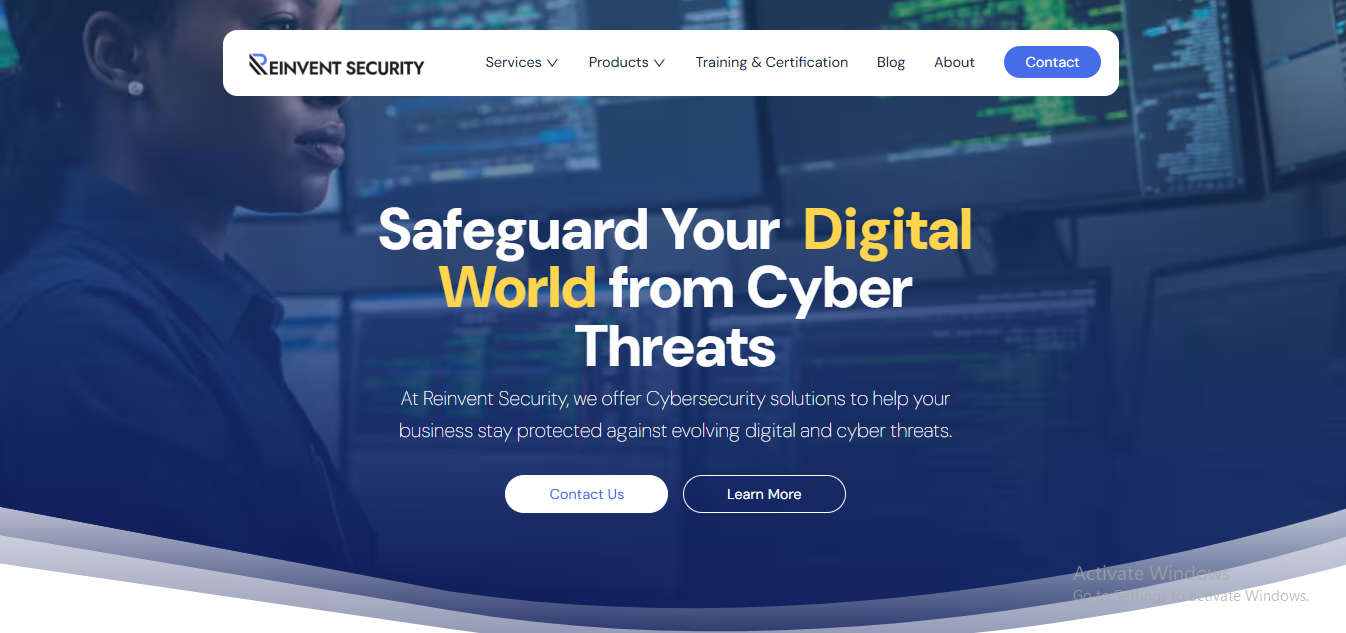 REINVENT SECURITY
Services
Products
Training & Certification
Blog
About
Contact
Safeguard Your Digital
World from Cyber
Threats
At Reinvent Security, we offer Cybersecurity solutions to help your
business stay protected against evolving digital and cyber threats.
Contact Us
Learn More
Activate Windows
Go to Settings to activate Windows.